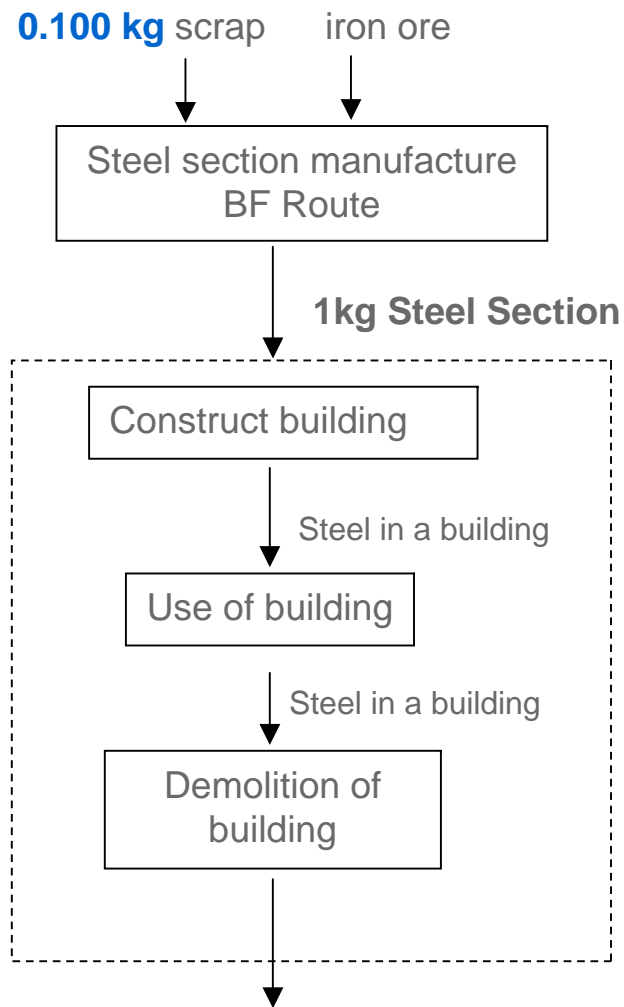 0.100 kg scrap iron ore
Steel section manufacture
BF Route
1kg Steel Section
Construct building
Steel in a building
Use of building
Steel in a building
Demolition of
building